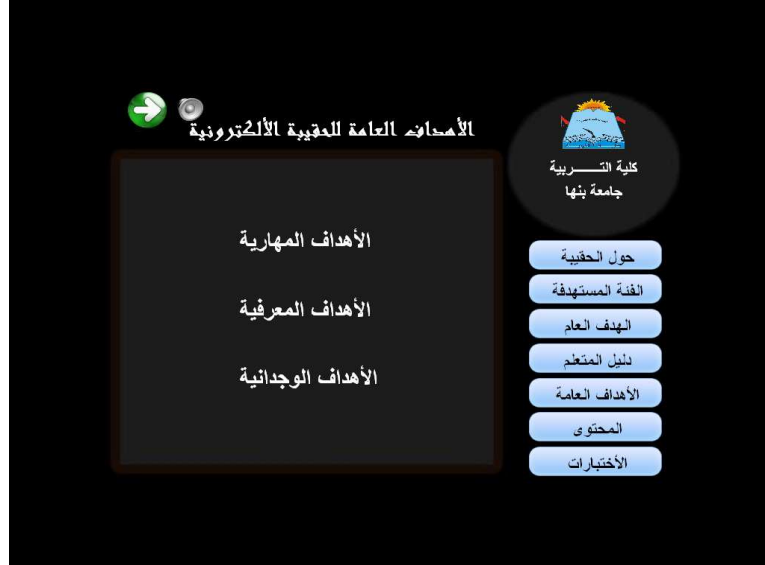 الأهداف العامة للحقيبة الألكترونية
كلية التـــــربية
جامعة بنها
الأهداف المهارية
الأهداف المعرفية
الأهداف الوجدانية
حول الحقيبة
الفئة المستهدفة
الهدف العام
دليل المتعلم
الأهداف العامة
المحتوى
الأختبارات